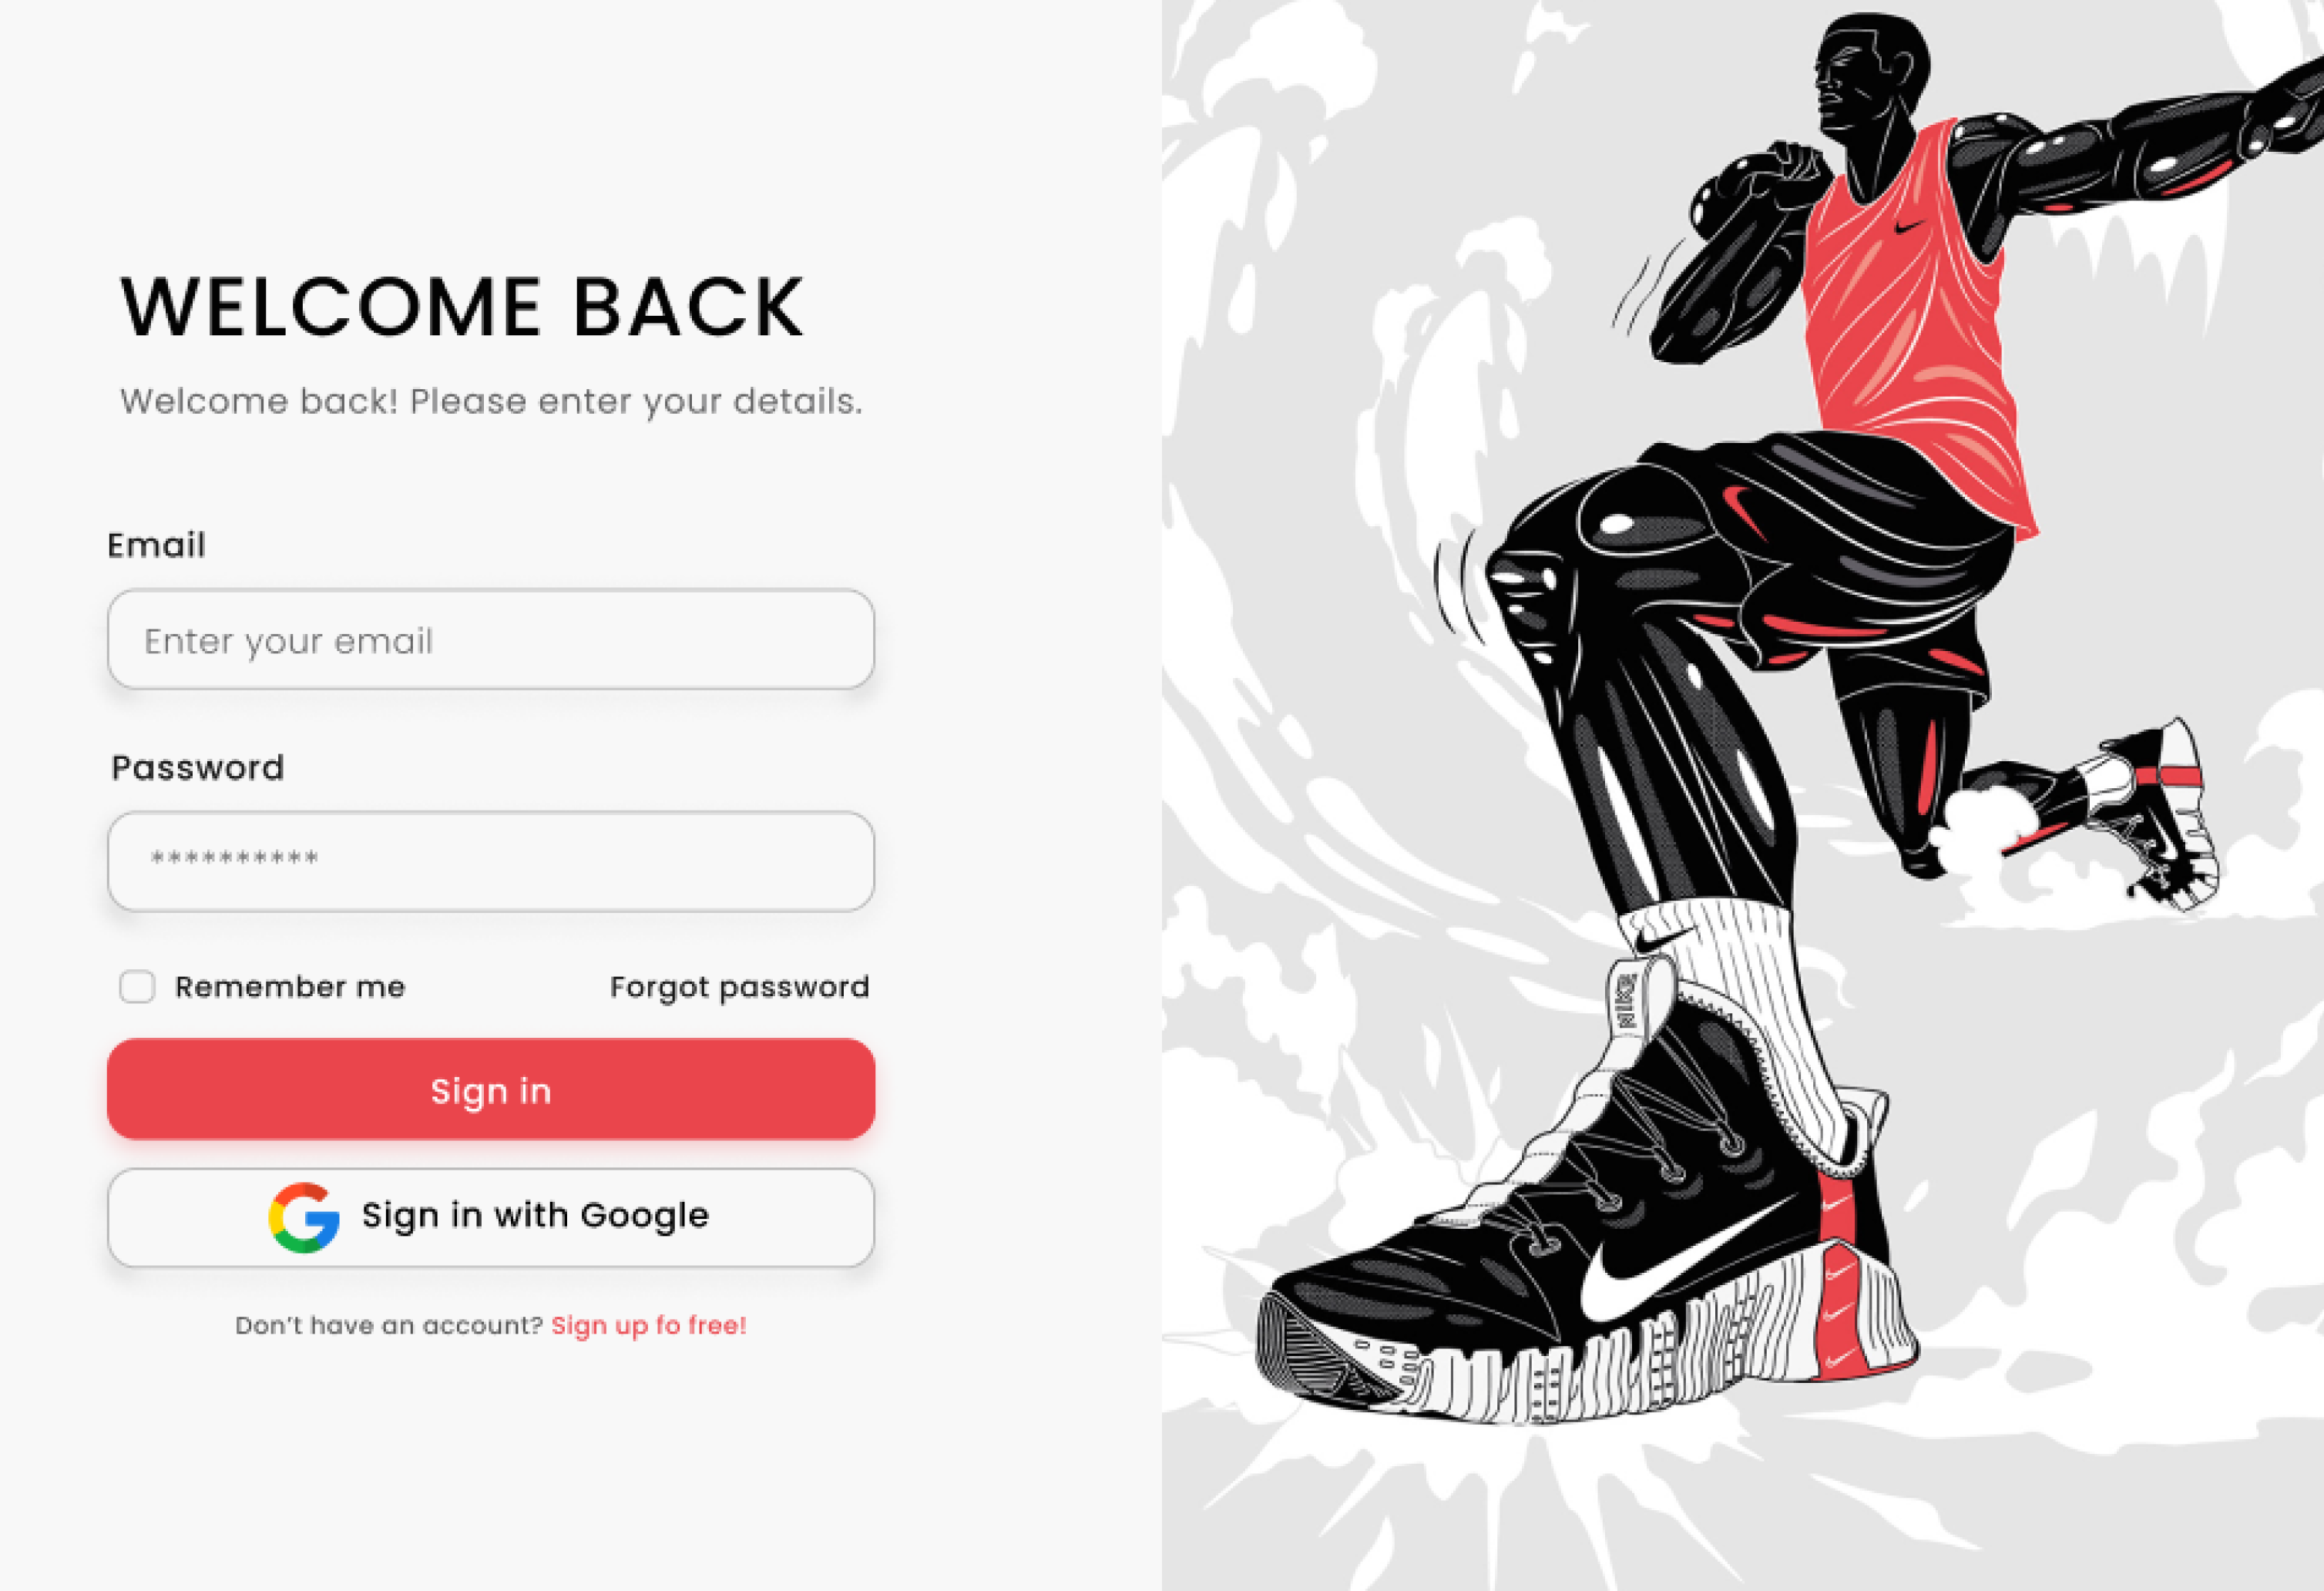 WELCOME BACK
Welcome back! Please enter your details.
Email
Enter your email
Password
**********
Remember me
Forgot password
Sign in
Sign in with Google
Don't have an account? Sign up fo free!
NIKE